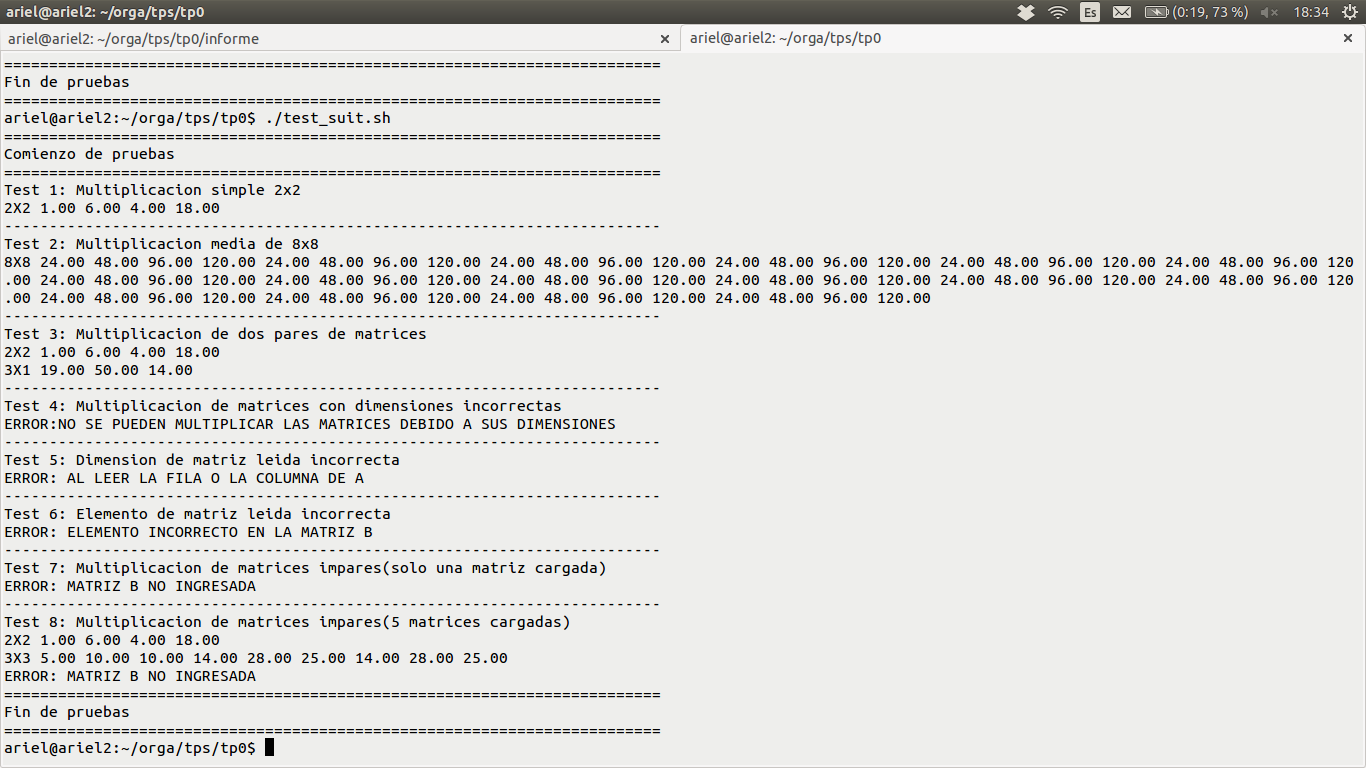 ariel@ariel2: ~/orga/tps/tp0
Es
(0:19, 73 %)
18:34
ariel@ariel2: ~/orga/tps/tp0/informe
ariel@ariel2: ~/orga/tps/tp0
=========================================================================
Fin de pruebas
=========================================================================
ariel@ariel2:~/orga/tps/tp0$ ./test_suit.sh
=========================================================================
Comienzo de pruebas
=========================================================================
Test 1: Multiplicacion simple 2x2
2X2 1.00 6.00 4.00 18.00
-------------------------------------------------------------------------
Test 2: Multiplicacion media de 8x8
8X8 24.00 48.00 96.00 120.00 24.00 48.00 96.00 120.00 24.00 48.00 96.00 120.00 24.00 48.00 96.00 120.00 24.00 48.00 96.00 120.00 24.00 48.00 96.00 120
.00 24.00 48.00 96.00 120.00 24.00 48.00 96.00 120.00 24.00 48.00 96.00 120.00 24.00 48.00 96.00 120.00 24.00 48.00 96.00 120.00 24.00 48.00 96.00 120
.00 24.00 48.00 96.00 120.00 24.00 48.00 96.00 120.00 24.00 48.00 96.00 120.00 24.00 48.00 96.00 120.00
-------------------------------------------------------------------------
Test 3: Multiplicacion de dos pares de matrices
2X2 1.00 6.00 4.00 18.00
3X1 19.00 50.00 14.00
-------------------------------------------------------------------------
Test 4: Multiplicacion de matrices con dimensiones incorrectas
ERROR:NO SE PUEDEN MULTIPLICAR LAS MATRICES DEBIDO A SUS DIMENSIONES
-------------------------------------------------------------------------
Test 5: Dimension de matriz leida incorrecta
ERROR: AL LEER LA FILA O LA COLUMNA DE A
-------------------------------------------------------------------------
Test 6: Elemento de matriz leida incorrecta
ERROR: ELEMENTO INCORRECTO EN LA MATRIZ B
-------------------------------------------------------------------------
Test 7: Multiplicacion de matrices impares(solo una matriz cargada)
ERROR: MATRIZ B NO INGRESADA
-------------------------------------------------------------------------
Test 8: Multiplicacion de matrices impares(5 matrices cargadas)
2X2 1.00 6.00 4.00 18.00
3X3 5.00 10.00 10.00 14.00 28.00 25.00 14.00 28.00 25.00
ERROR: MATRIZ B NO INGRESADA
=========================================================================
Fin de pruebas
=========================================================================
ariel@ariel2:~/orga/tps/tp0$